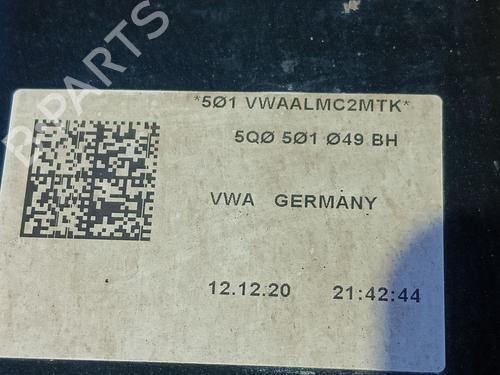 B-PARTS
*5Ø1 VWAALMC2MTK*
5QØ 5Ø1 Ø49 BH
VWA GERMANY
12.12.20 21:42:44